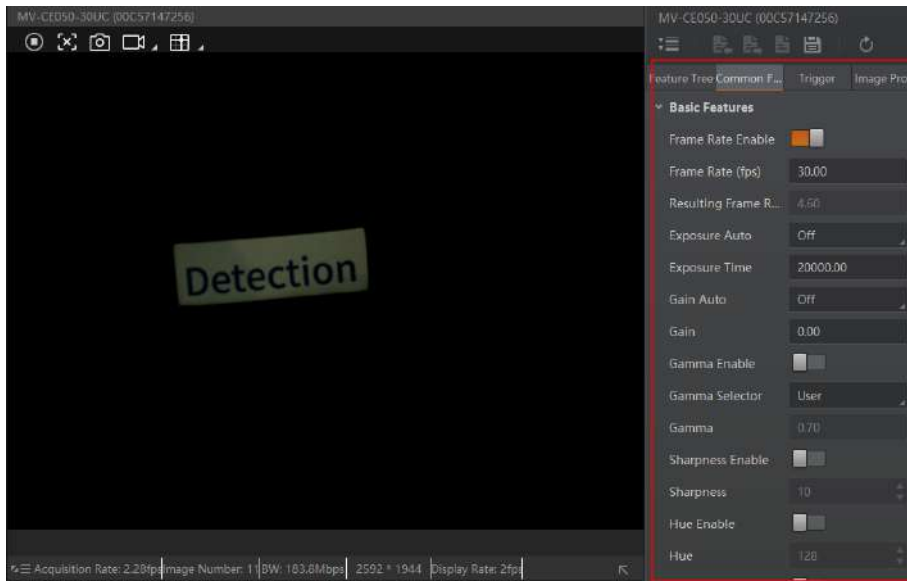 MV-CE050-30UC (00C57147256)
Detection
Acquisition Rate: 2.28fps Image Number: 11 BW: 183.8Mbps 2592 * 1944 Display Rate: 2fps
MV-CE050-30UC (00C57147256)
Feature Tree Common F... Trigger Image Pro
Basic Features
Frame Rate Enable
Frame Rate (fps) 30.00
Resulting Frame R... 4.60
Exposure Auto Off
Exposure Time 20000.00
Gain Auto Off
Gain 0.00
Gamma Enable
Gamma Selector User
Gamma 0.70
Sharpness Enable
Sharpness 10
Hue Enable
Hue 128